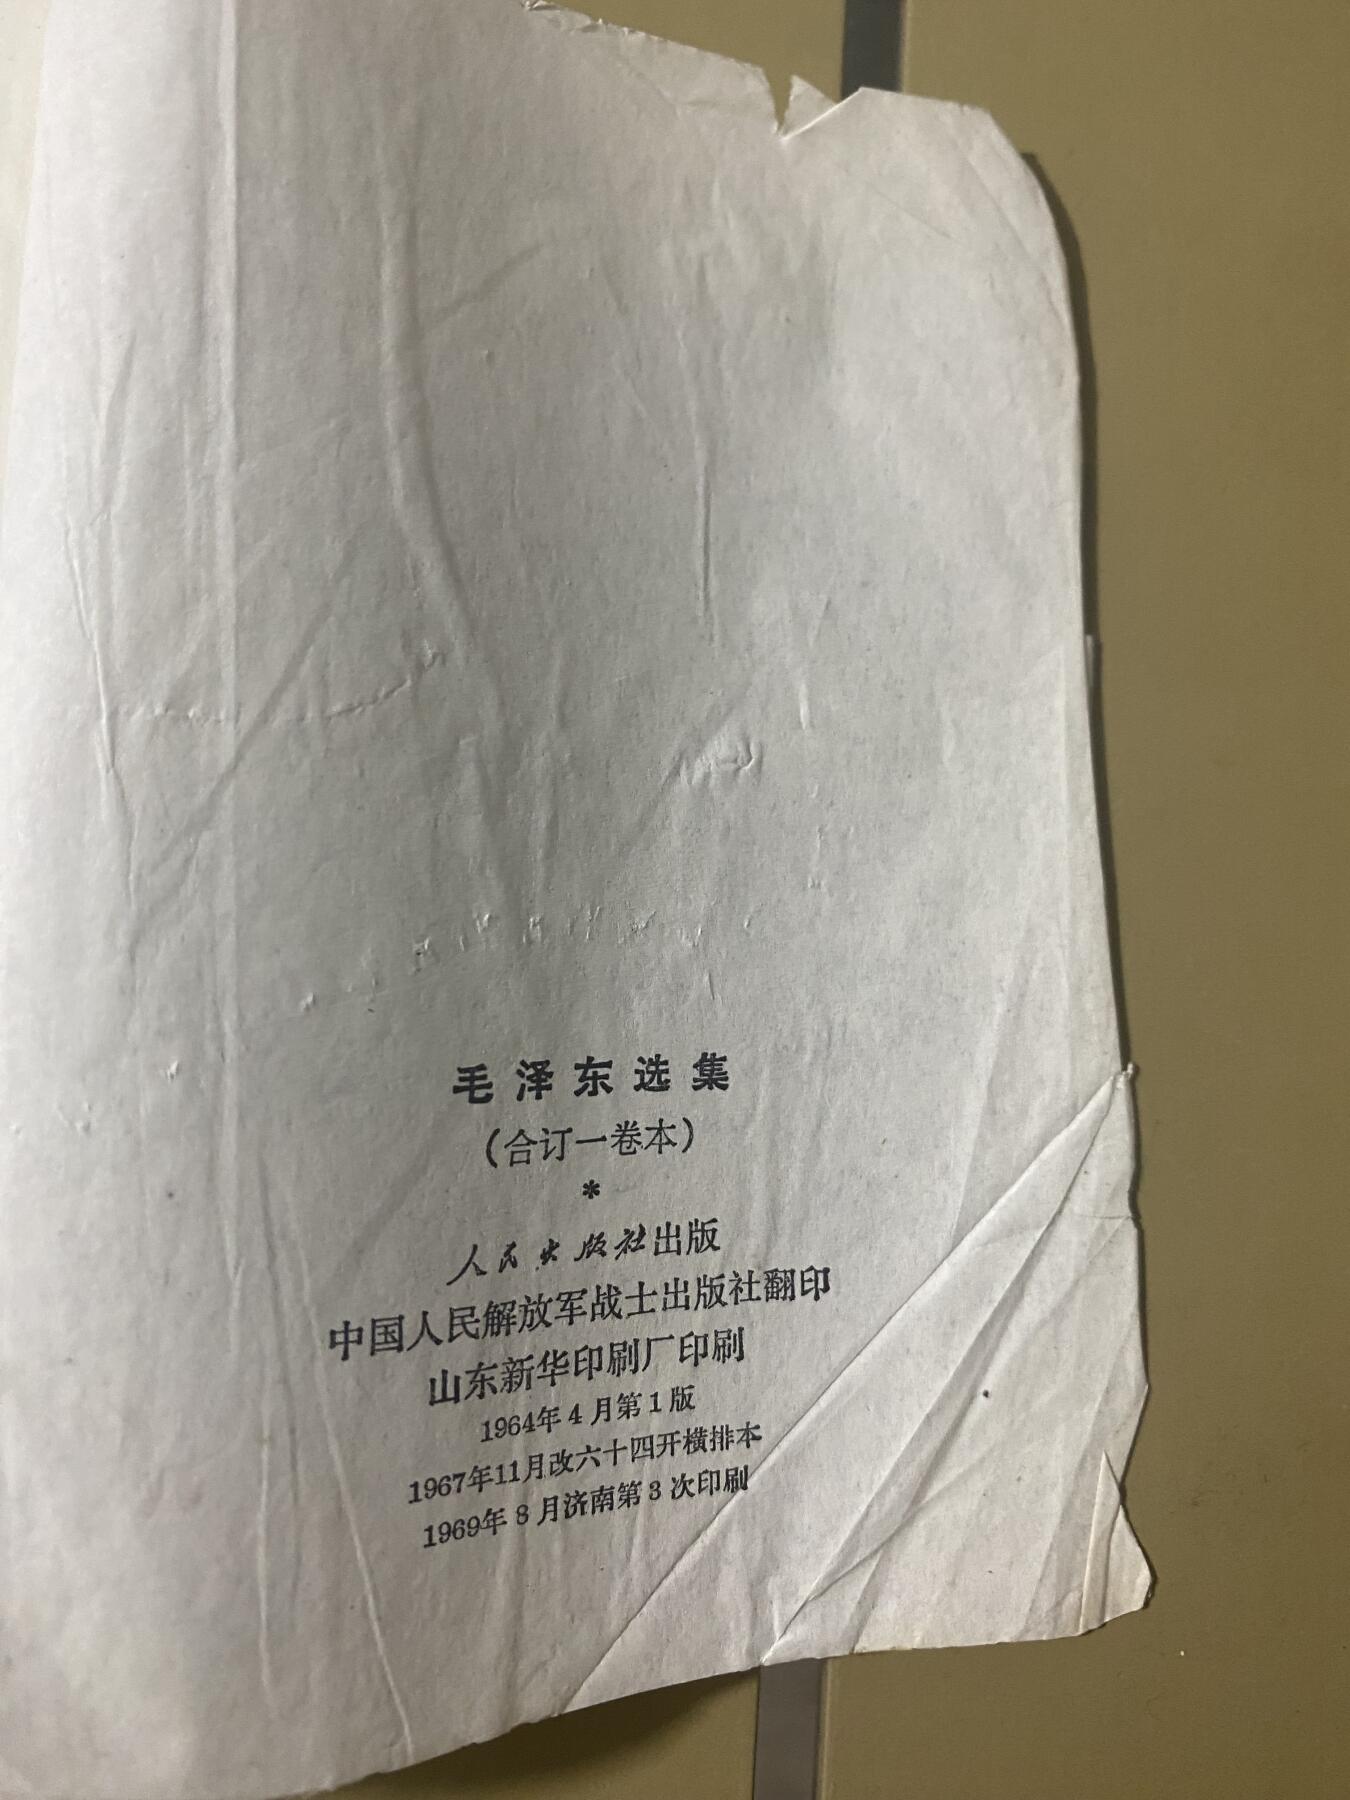 毛泽东选集
（合订一卷本）
*
人民出版社出版
中国人民解放军战士出版社翻印
山东新华印刷厂印刷
1964年4月第1版
1967年11月改六十四开横排本
1969年8月济南第3次印刷